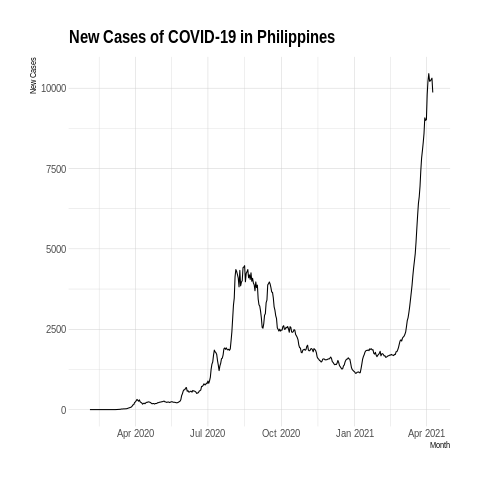 New Cases of COVID-19 in Philippines
New Cases
10000
7500
5000
2500
0
Apr 2020
Jul 2020
Oct 2020
Jan 2021
Apr 2021
Month